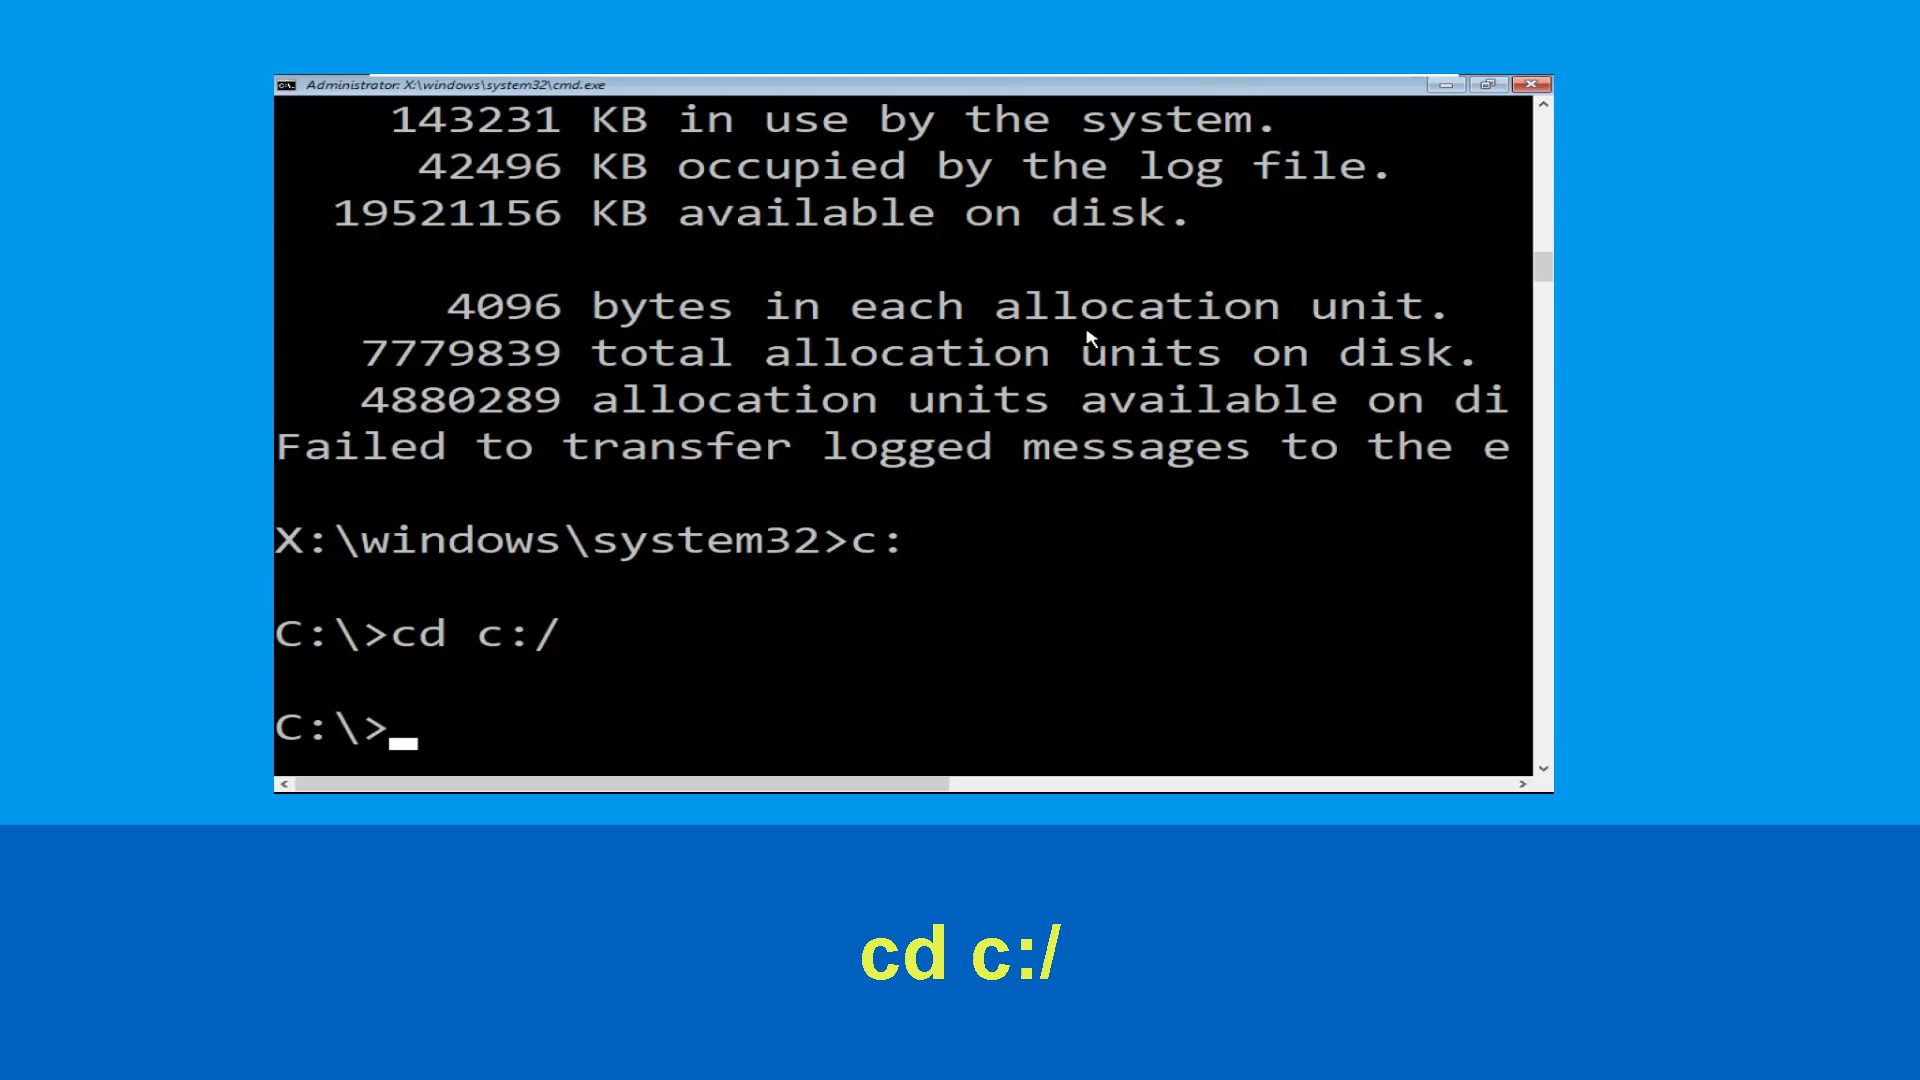 Administrator: X:\windows\system32\cmd.exe
143231 KB in use by the system.
42496 KB occupied by the log file.
19521156 KB available on disk.
4096 bytes in each allocation unit.
7779839 total allocation units on disk.
4880289 allocation units available on di
Failed to transfer logged messages to the e
X:\windows\system32>c:
C:\>cd c:/
C:\>
cd c:/